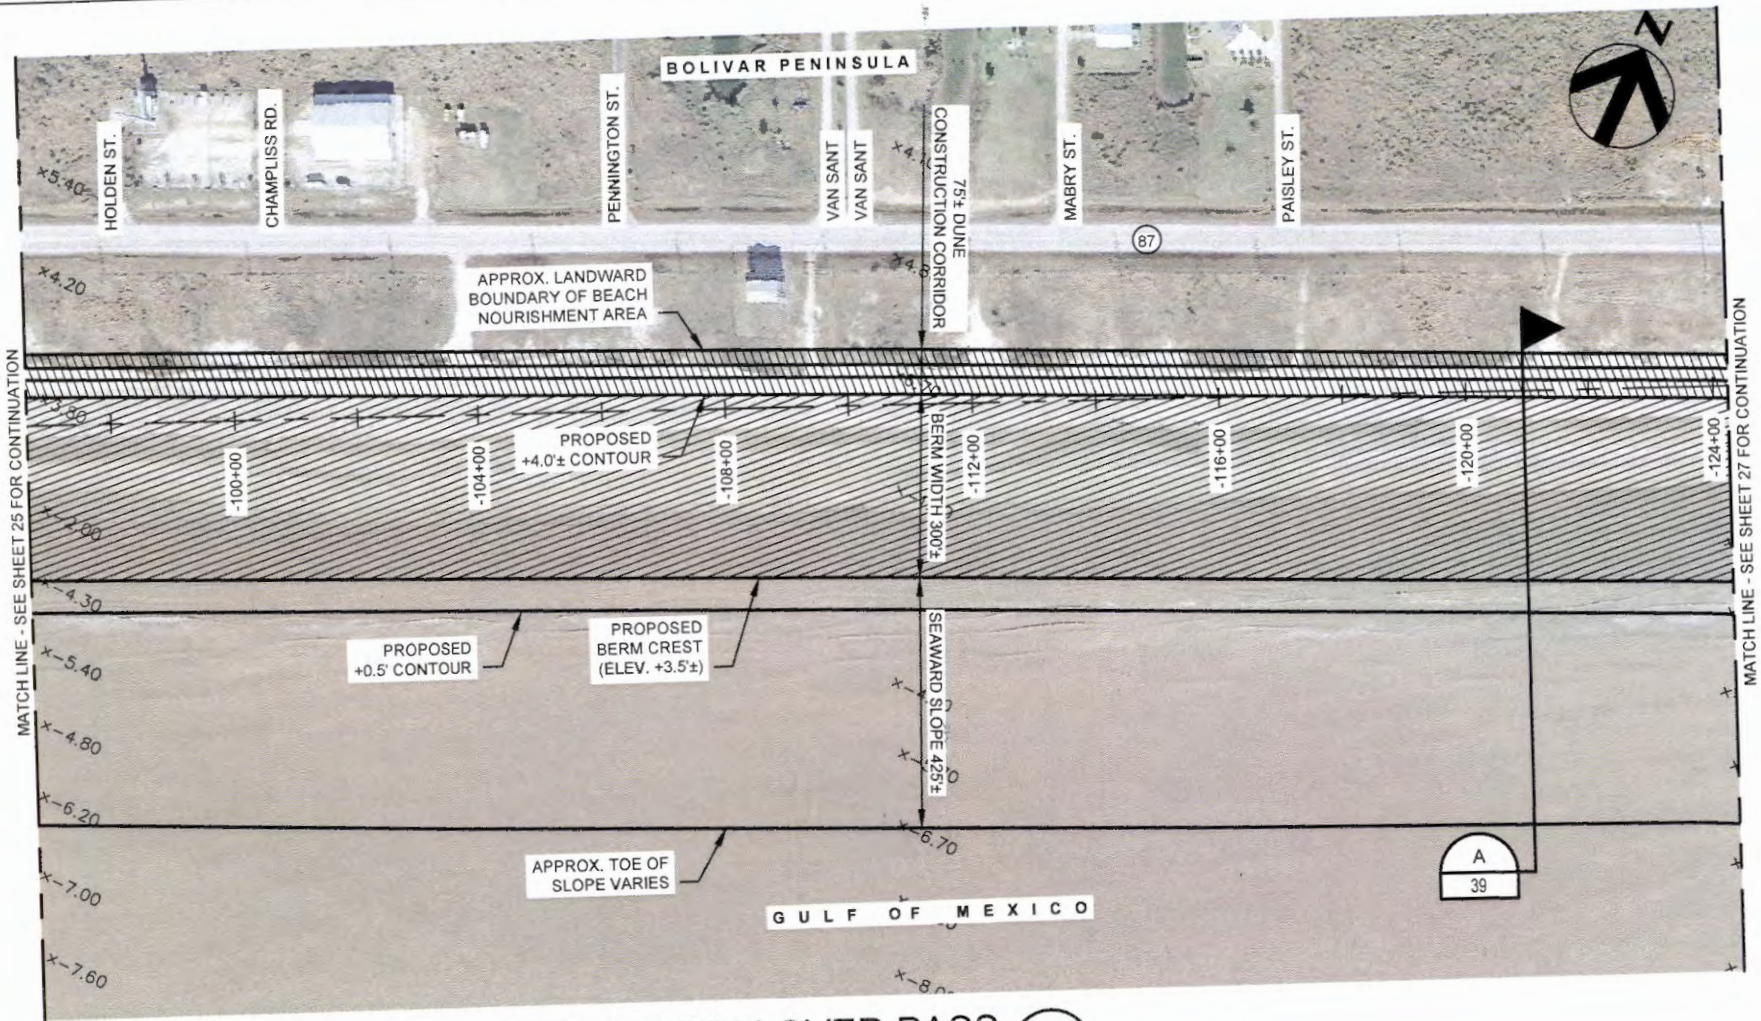 BOLIVAR PENINSULA
N
HOLDEN ST.
CHAMPLISS RD.
PENNINGTON ST.
VAN SANT
VAN SANT
75'± DUNE
CONSTRUCTION CORRIDOR
MABRY ST.
PAISLEY ST.
×5.40
87
×4.20
APPROX. LANDWARD
BOUNDARY OF BEACH
NOURISHMENT AREA
MATCH LINE - SEE SHEET 25 FOR CONTINUATION
MATCH LINE - SEE SHEET 27 FOR CONTINUATION
PROPOSED
+4.0'± CONTOUR
BERM WIDTH 300'±
-100+00
-104+00
-108+00
-112+00
-116+00
-120+00
-124+00
×-2.00
×-4.30
PROPOSED
+0.5' CONTOUR
PROPOSED
BERM CREST
(ELEV. +3.5'±)
SEAWARD SLOPE 425'±
×-5.40
×-4.80
×-6.20
×-6.70
APPROX. TOE OF
SLOPE VARIES
A
39
×-7.00
GULF OF MEXICO
×-7.60